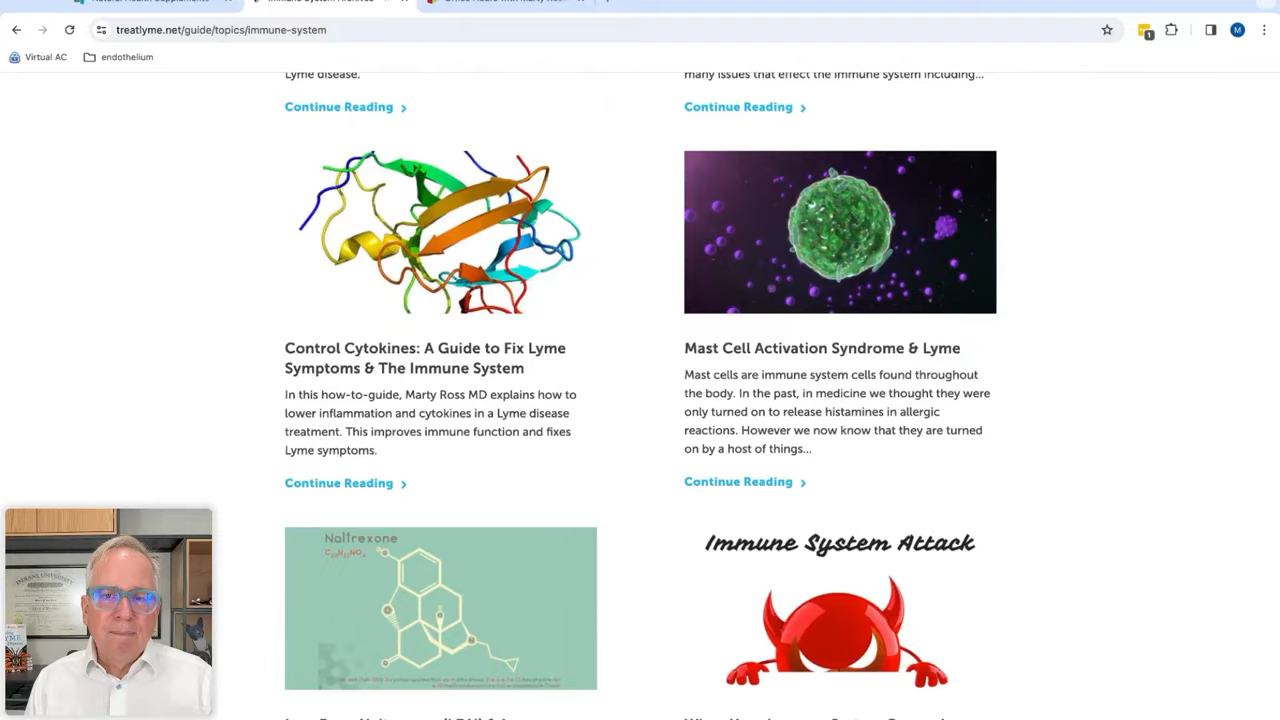 treatlyme.net/guide/topics/immune-system
1
M
Virtual AC
endothelium
Lyme disease.
Continue Reading
many issues that effect the immune system including...
Continue Reading
Control Cytokines: A Guide to Fix Lyme
Symptoms & The Immune System
In this how-to-guide, Marty Ross MD explains how to
lower inflammation and cytokines in a Lyme disease
treatment. This improves immune function and fixes
Lyme symptoms.
Continue Reading
Mast Cell Activation Syndrome & Lyme
Mast cells are immune system cells found throughout
the body. In the past, in medicine we thought they were
only turned on to release histamines in allergic
reactions. However we now know that they are turned
on by a host of things...
Continue Reading
Naltrexone
Immune System Attack
INDIANA UNIVERSITY